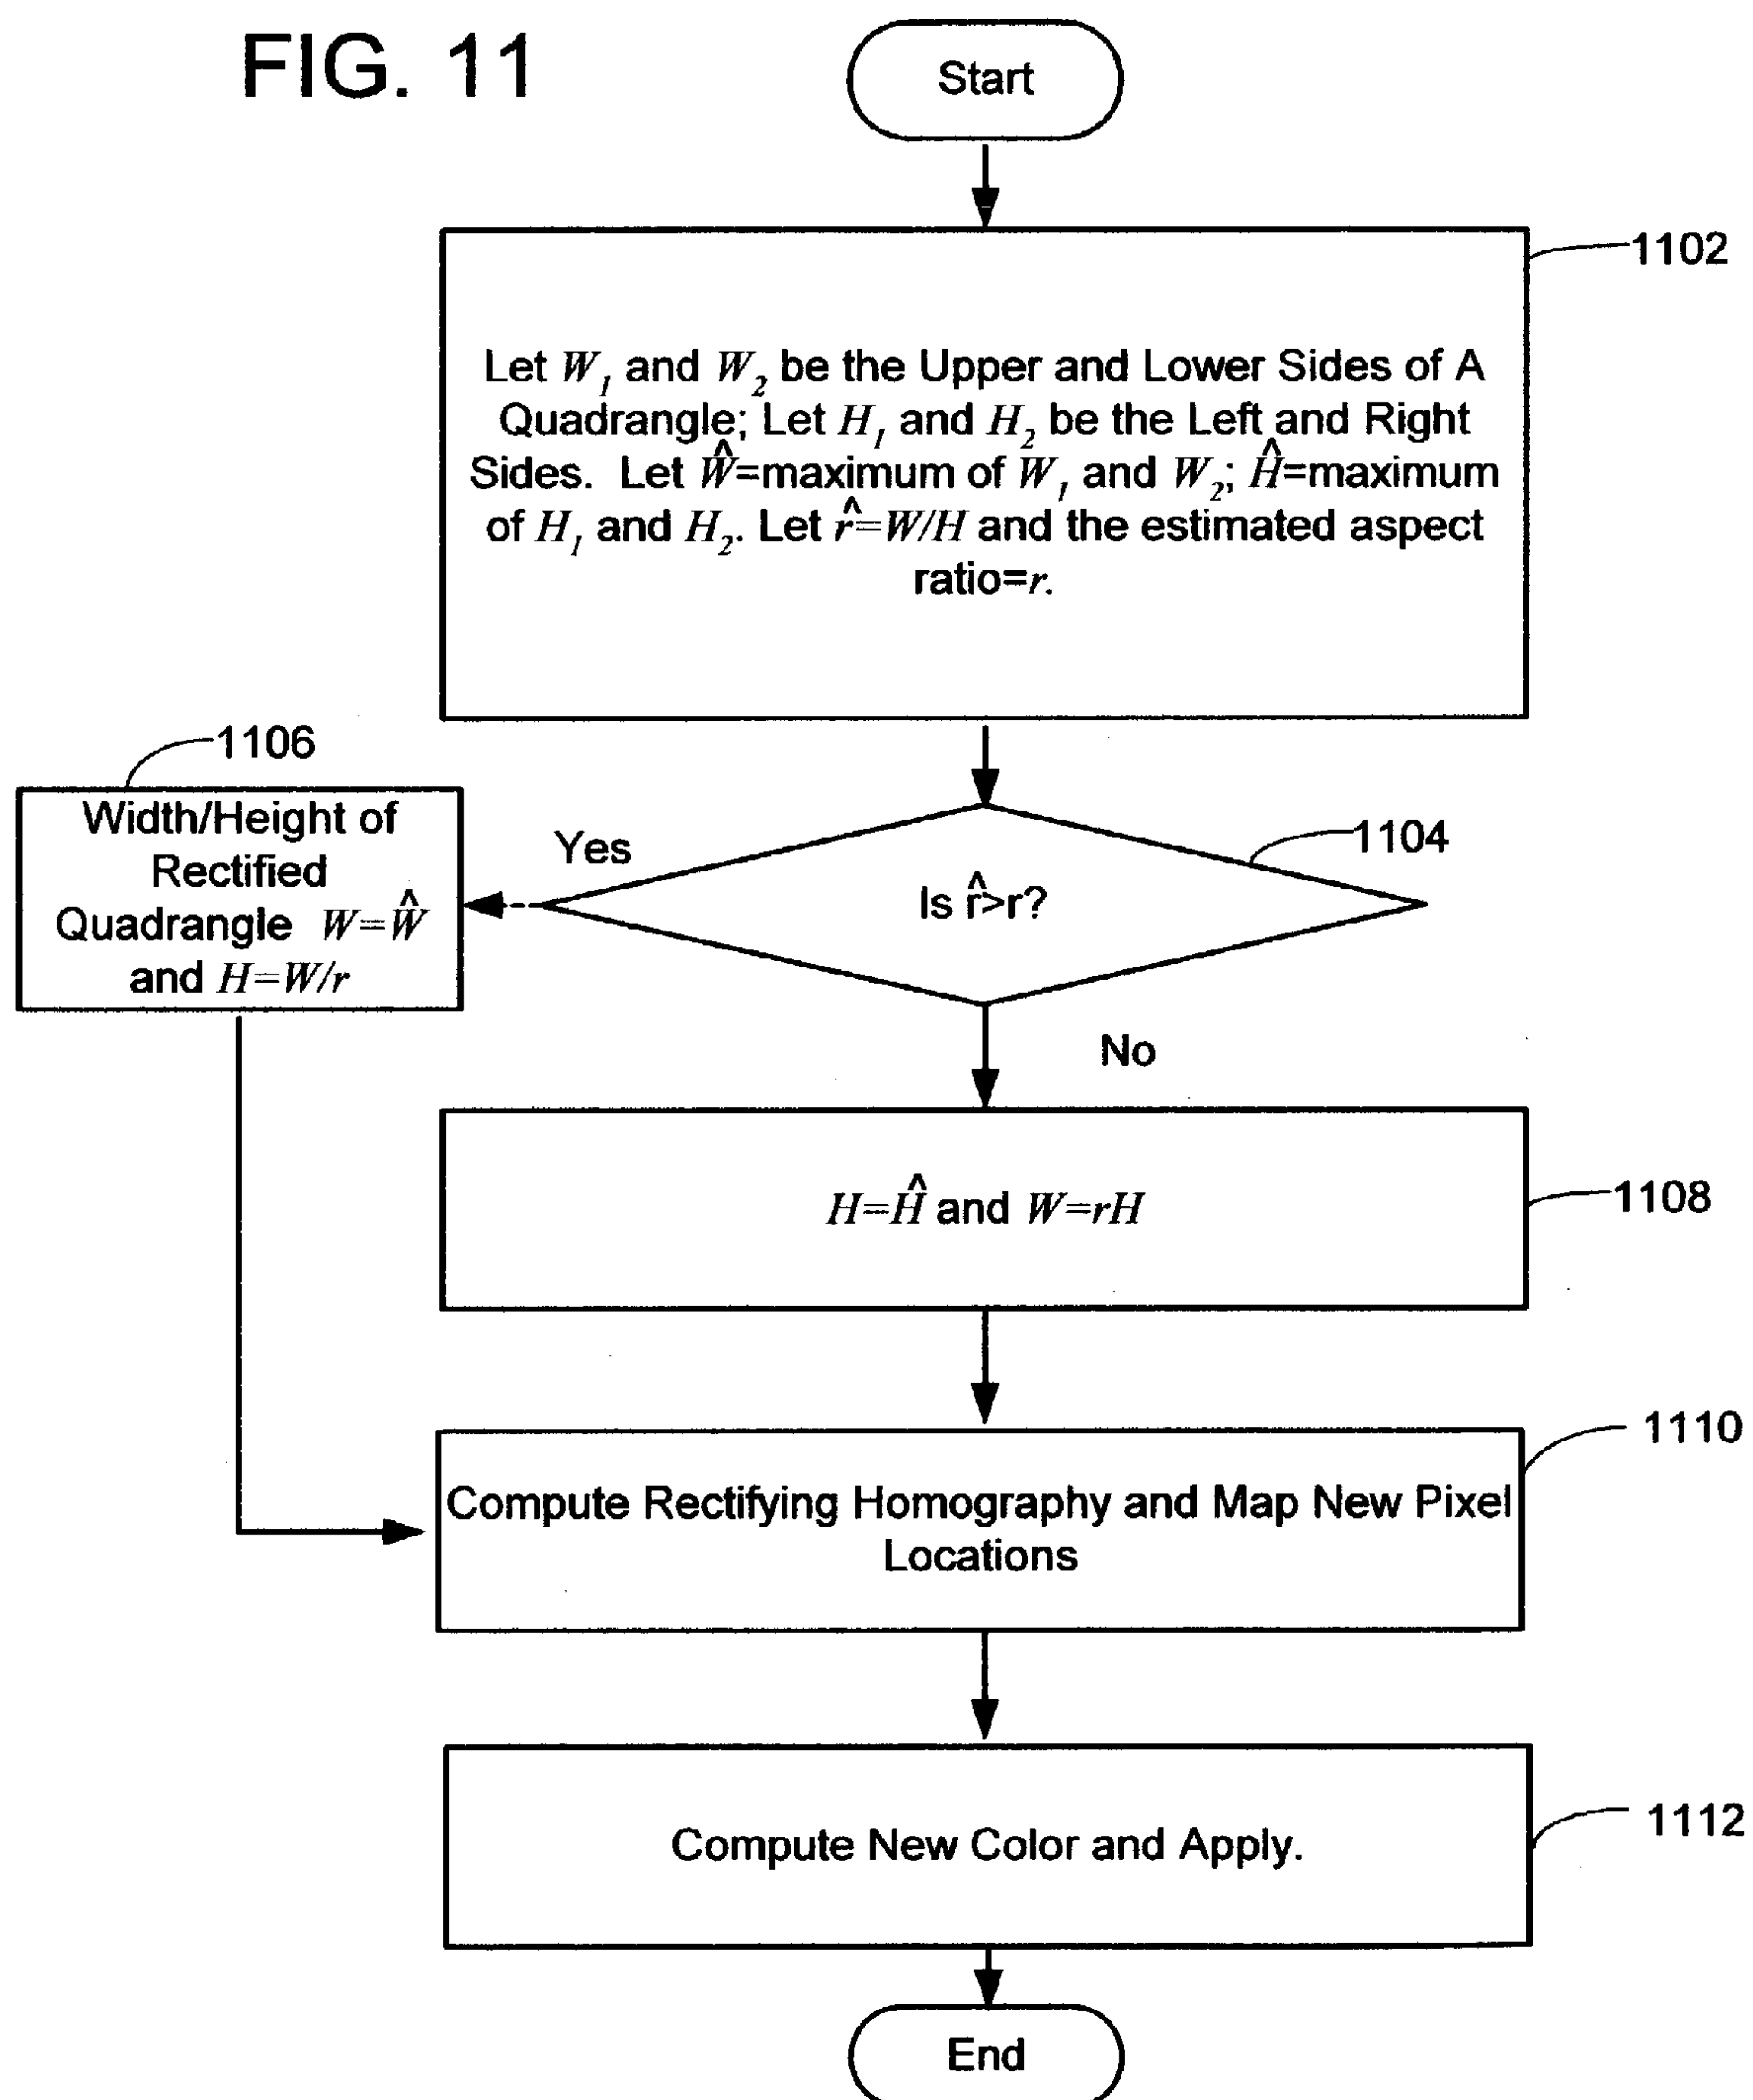 FIG. 11
Start
1102
Let W₁ and W₂ be the Upper and Lower Sides of A
Quadrangle; Let H₁ and H₂ be the Left and Right
Sides. Let Ŵ=maximum of W₁ and W₂; Ĥ=maximum
of H₁ and H₂. Let r̂=W/H and the estimated aspect
ratio=r.
1106
Width/Height of
Rectified
Quadrangle W=Ŵ
and H=W/r
Yes
1104
Is r̂>r?
No
H=Ĥ and W=rH
1108
1110
Compute Rectifying Homography and Map New Pixel
Locations
1112
Compute New Color and Apply.
End